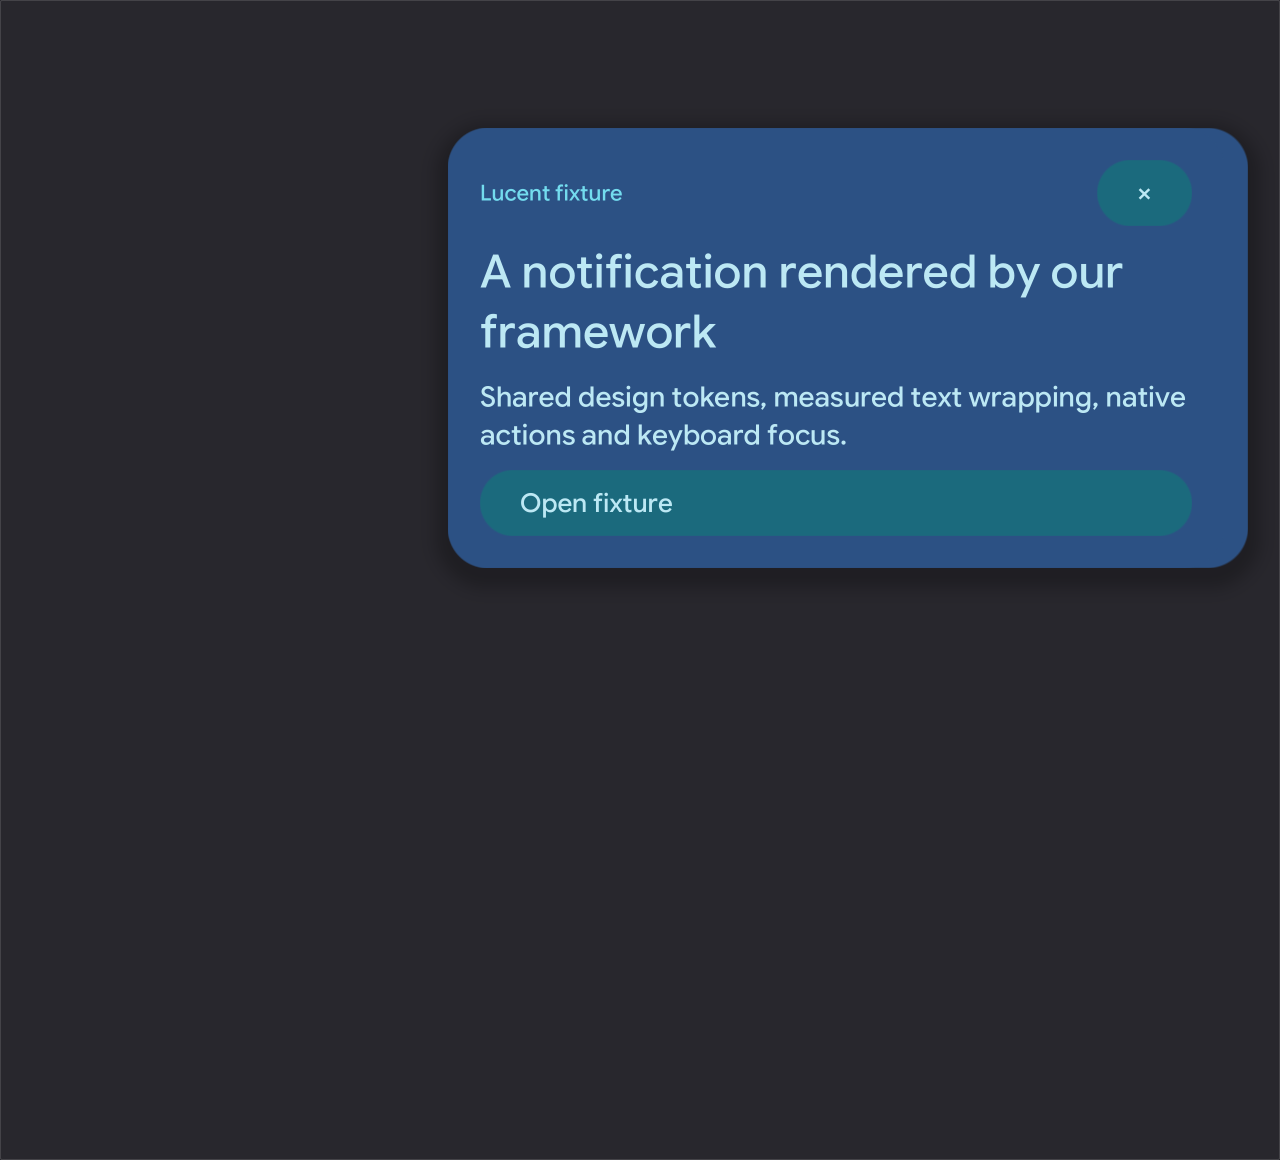 Lucent fixture
×
A notification rendered by our
framework
Shared design tokens, measured text wrapping, native
actions and keyboard focus.
Open fixture